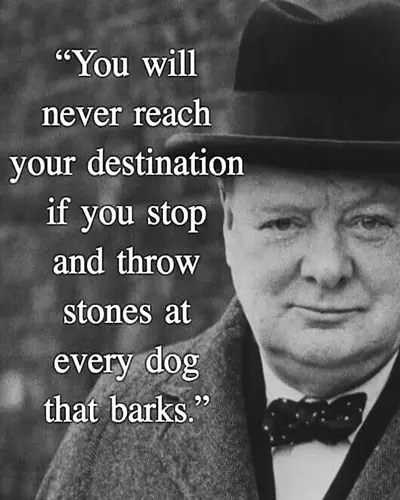 “You will
never reach
your destination
if you stop
and throw
stones at
every dog
that barks.”